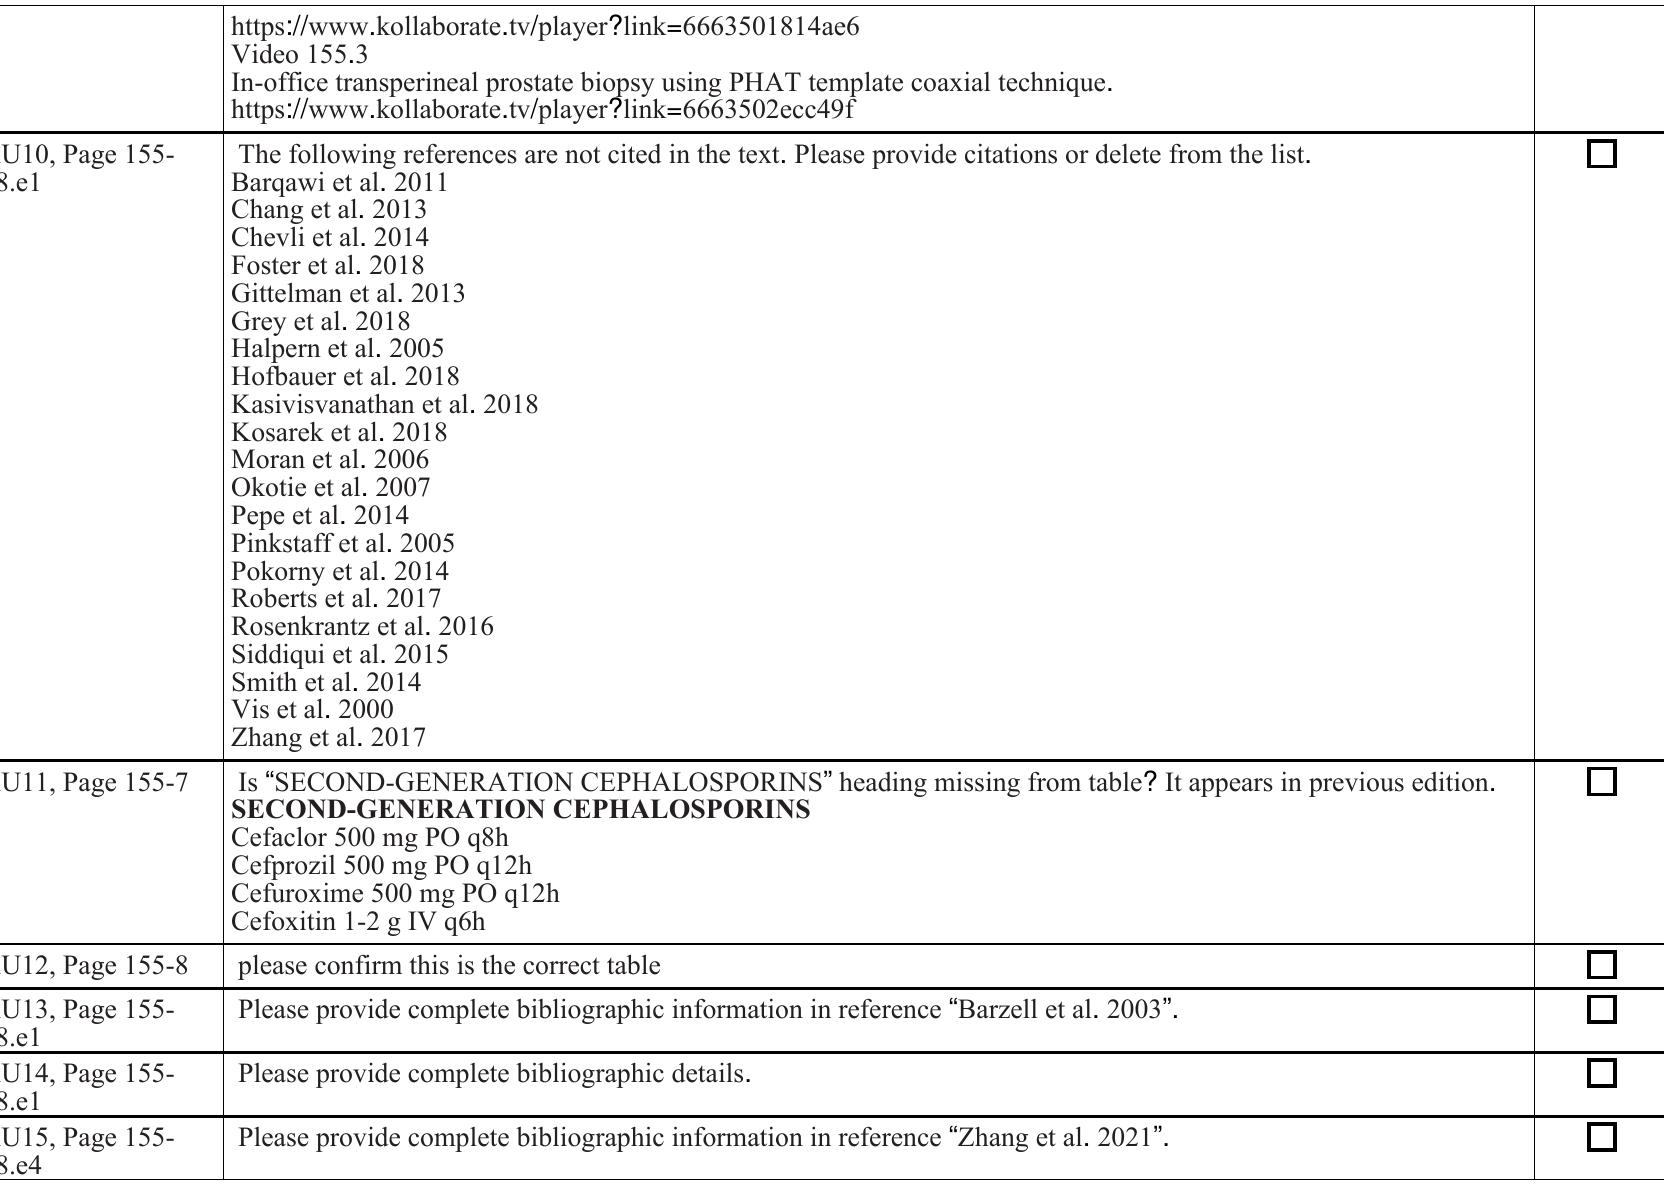 https://www.kollaborate.tv/player?link=6663501814ae6
Video 155.3
In-office transperineal prostate biopsy using PHAT template coaxial technique.
https://www.kollaborate.tv/player?link=6663502ecc49f
U10, Page 155-
8.e1
The following references are not cited in the text. Please provide citations or delete from the list.
Barqawi et al. 2011
Chang et al. 2013
Chevli et al. 2014
Foster et al. 2018
Gittelman et al. 2013
Grey et al. 2018
Halpern et al. 2005
Hofbauer et al. 2018
Kasivisvanathan et al. 2018
Kosarek et al. 2018
Moran et al. 2006
Okotie et al. 2007
Pepe et al. 2014
Pinkstaff et al. 2005
Pokorny et al. 2014
Roberts et al. 2017
Rosenkrantz et al. 2016
Siddiqui et al. 2015
Smith et al. 2014
Vis et al. 2000
Zhang et al. 2017
U11, Page 155-7
Is “SECOND-GENERATION CEPHALOSPORINS” heading missing from table? It appears in previous edition.
SECOND-GENERATION CEPHALOSPORINS
Cefaclor 500 mg PO q8h
Cefprozil 500 mg PO q12h
Cefuroxime 500 mg PO q12h
Cefoxitin 1-2 g IV q6h
U12, Page 155-8
please confirm this is the correct table
U13, Page 155-
8.e1
Please provide complete bibliographic information in reference “Barzell et al. 2003”.
U14, Page 155-
8.e1
Please provide complete bibliographic details.
U15, Page 155-
8.e4
Please provide complete bibliographic information in reference “Zhang et al. 2021”.